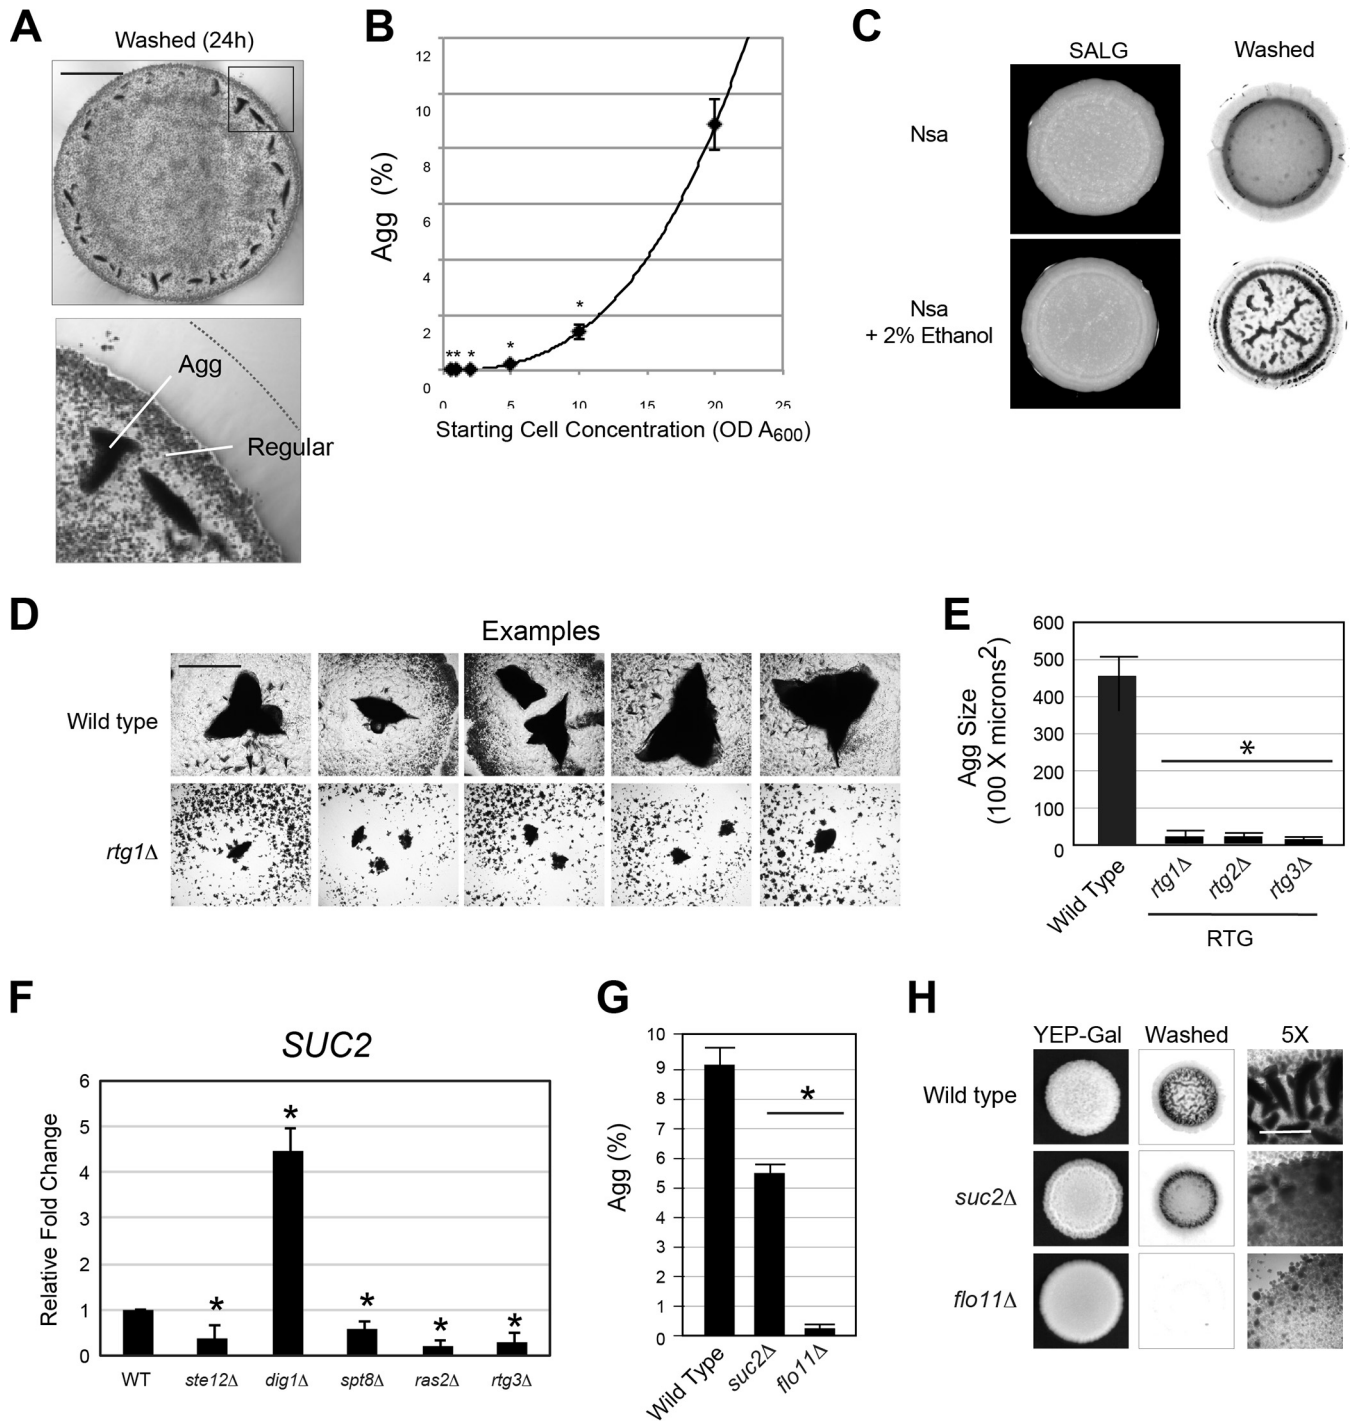 A
Washed (24h)
Agg
Regular
B
12
10
8
6
4
2
0
Agg (%)
*
*
** *
0 5 10 15 20 25
Starting Cell Concentration (OD A600)
C
SALG Washed
Nsa
Nsa
+ 2% Ethanol
D
Examples
Wild type
rtg1Δ
E
600
500
400
300
200
100
0
Agg Size
(100 X microns2)
*
Wild Type rtg1Δ rtg2Δ rtg3Δ
RTG
F
SUC2
6
5
4
3
2
1
0
Relative Fold Change
* * * * *
WT ste12Δ dig1Δ spt8Δ ras2Δ rtg3Δ
G
10
9
8
7
6
5
4
3
2
1
0
Agg (%)
*
Wild Type suc2Δ flo11Δ
H
YEP-Gal Washed 5X
Wild type
suc2Δ
flo11Δ